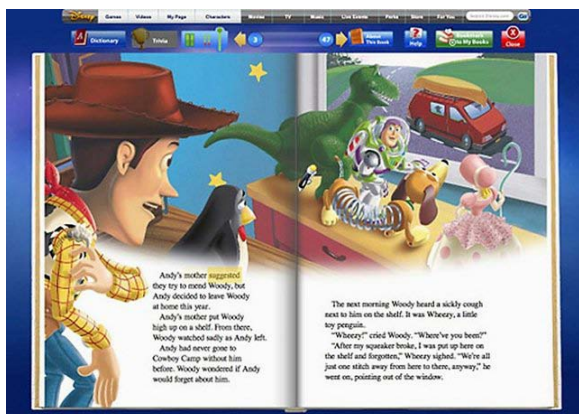 Disney Games Videos My Page Characters Movies TV Music Live Events Parks Store For You
Go
Dictionary Trivia 3 47 About This Book Help Bookshelf to My Books Close
Andy's mother suggested
they try to mend Woody, but
Andy decided to leave Woody
at home this year.
Andy's mother put Woody
high up on a shelf. From there,
Woody watched sadly as Andy left.
Andy had never gone to
Cowboy Camp without him
before. Woody wondered if Andy
would forget about him.
The next morning Woody heard a sickly cough
next to him on the shelf. It was Wheezy, a little
toy penguin.
"Wheezy!" cried Woody. "Where've you been?"
"After my squeaker broke, I was put up here on
the shelf and forgotten," Wheezy sighed. "We're all
just one stitch away from here to there, anyway," he
went on, pointing out of the window.